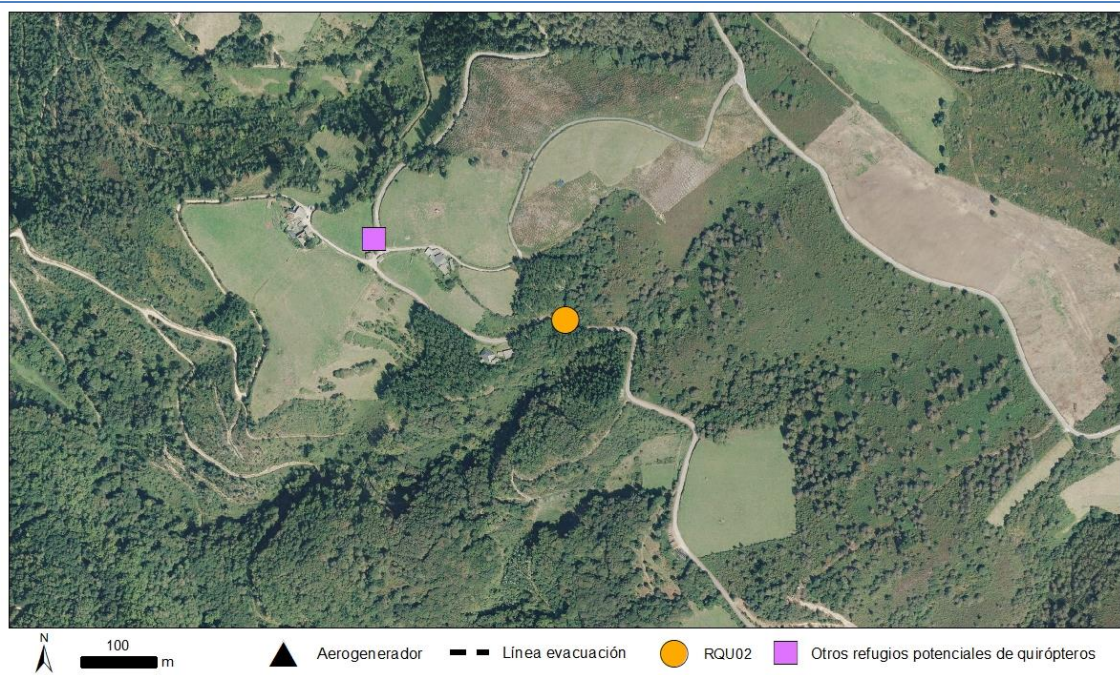 N
100
m
Aerogenerador
Línea evacuación
RQU02
Otros refugios potenciales de quirópteros